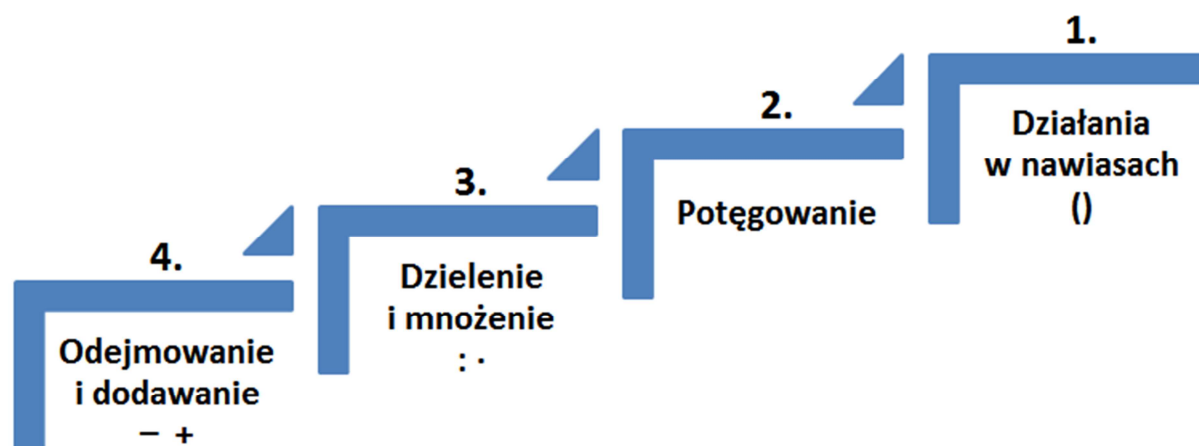 1.
Działania
w nawiasach
()
2.
Potęgowanie
3.
Dzielenie
i mnożenie
: ·
4.
Odejmowanie
i dodawanie
– +